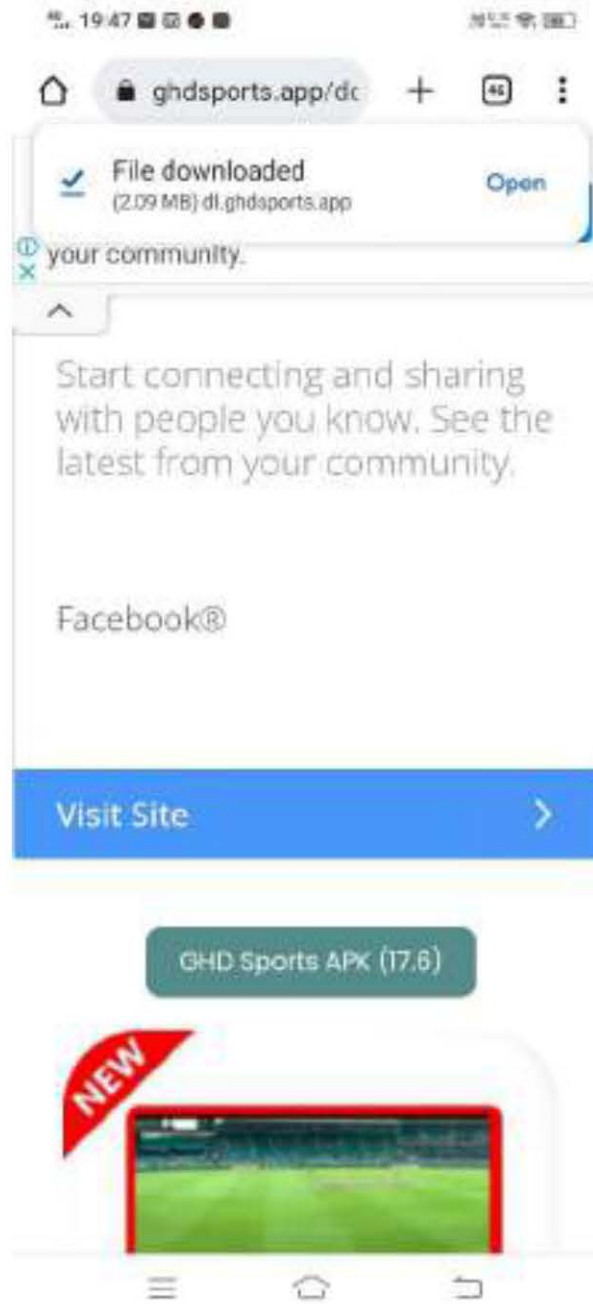 19:47
ghdsports.app/dc
46
File downloaded
(2.09 MB) dl.ghdsports.app
Open
your community.
Start connecting and sharing
with people you know. See the
latest from your community.
Facebook®
Visit Site
GHD Sports APK (17.6)
NEW